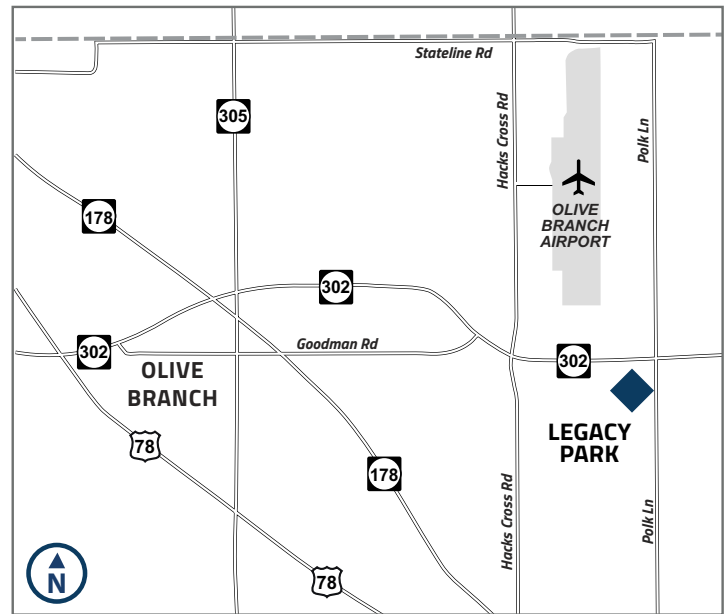 Stateline Rd
305
Hacks Cross Rd
Polk Ln
178
OLIVE
BRANCH
AIRPORT
302
302
Goodman Rd
302
OLIVE
BRANCH
LEGACY
PARK
78
178
Hacks Cross Rd
Polk Ln
N
78